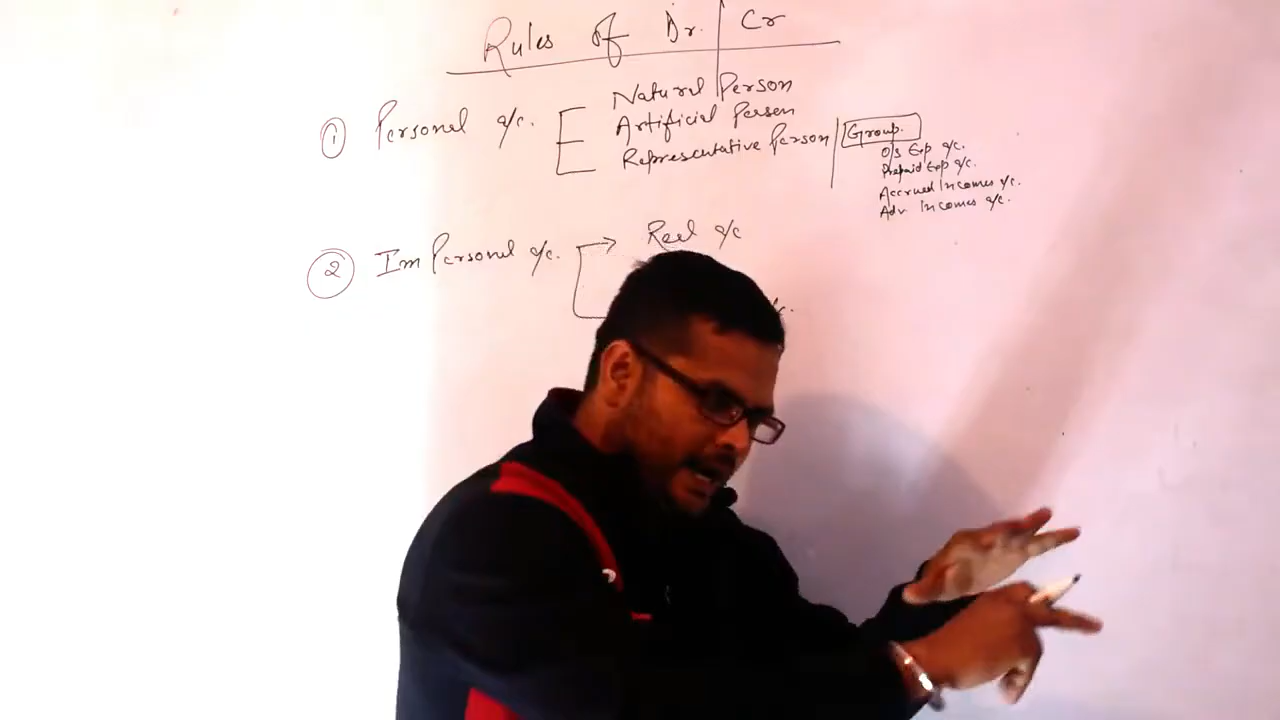 Rules of Dr. | Cr
① Personal a/c.
Natural Person
Artificial Person
Representative Person
Group.
O/s Exp a/c.
Prepaid Exp a/c.
Accrued Incomes a/c.
Adv. Incomes a/c.
② Im Personal a/c.
Real a/c